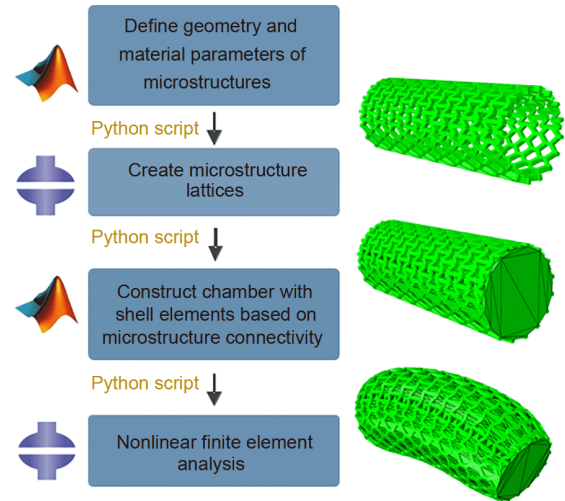 Define geometry and
material parameters of
microstructures
Python script
Create microstructure
lattices
Python script
Construct chamber with
shell elements based on
microstructure connectivity
Python script
Nonlinear finite element
analysis